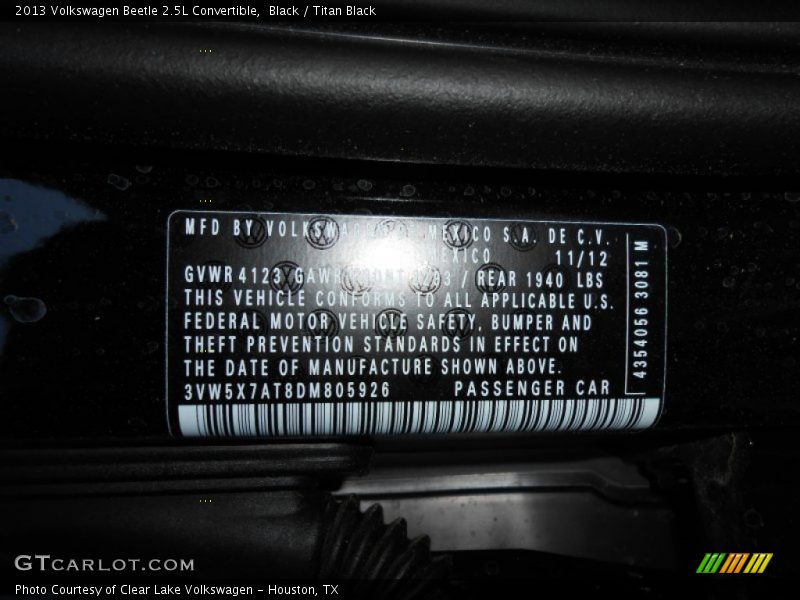 2013 Volkswagen Beetle 2.5L Convertible, Black / Titan Black
MFD BY MEXICO S.A. DE C.V.
MEXICO 11/12
GVWR 4123 GAWR / REAR 1940 LBS
THIS VEHICLE CONFORMS TO ALL APPLICABLE U.S.
FEDERAL MOTOR VEHICLE SAFETY, BUMPER AND
THEFT PREVENTION STANDARDS IN EFFECT ON
THE DATE OF MANUFACTURE SHOWN ABOVE.
3VW5X7AT8DM805926 PASSENGER CAR
4354056 3081 M
GTCARLOT.COM
Photo Courtesy of Clear Lake Volkswagen - Houston, TX